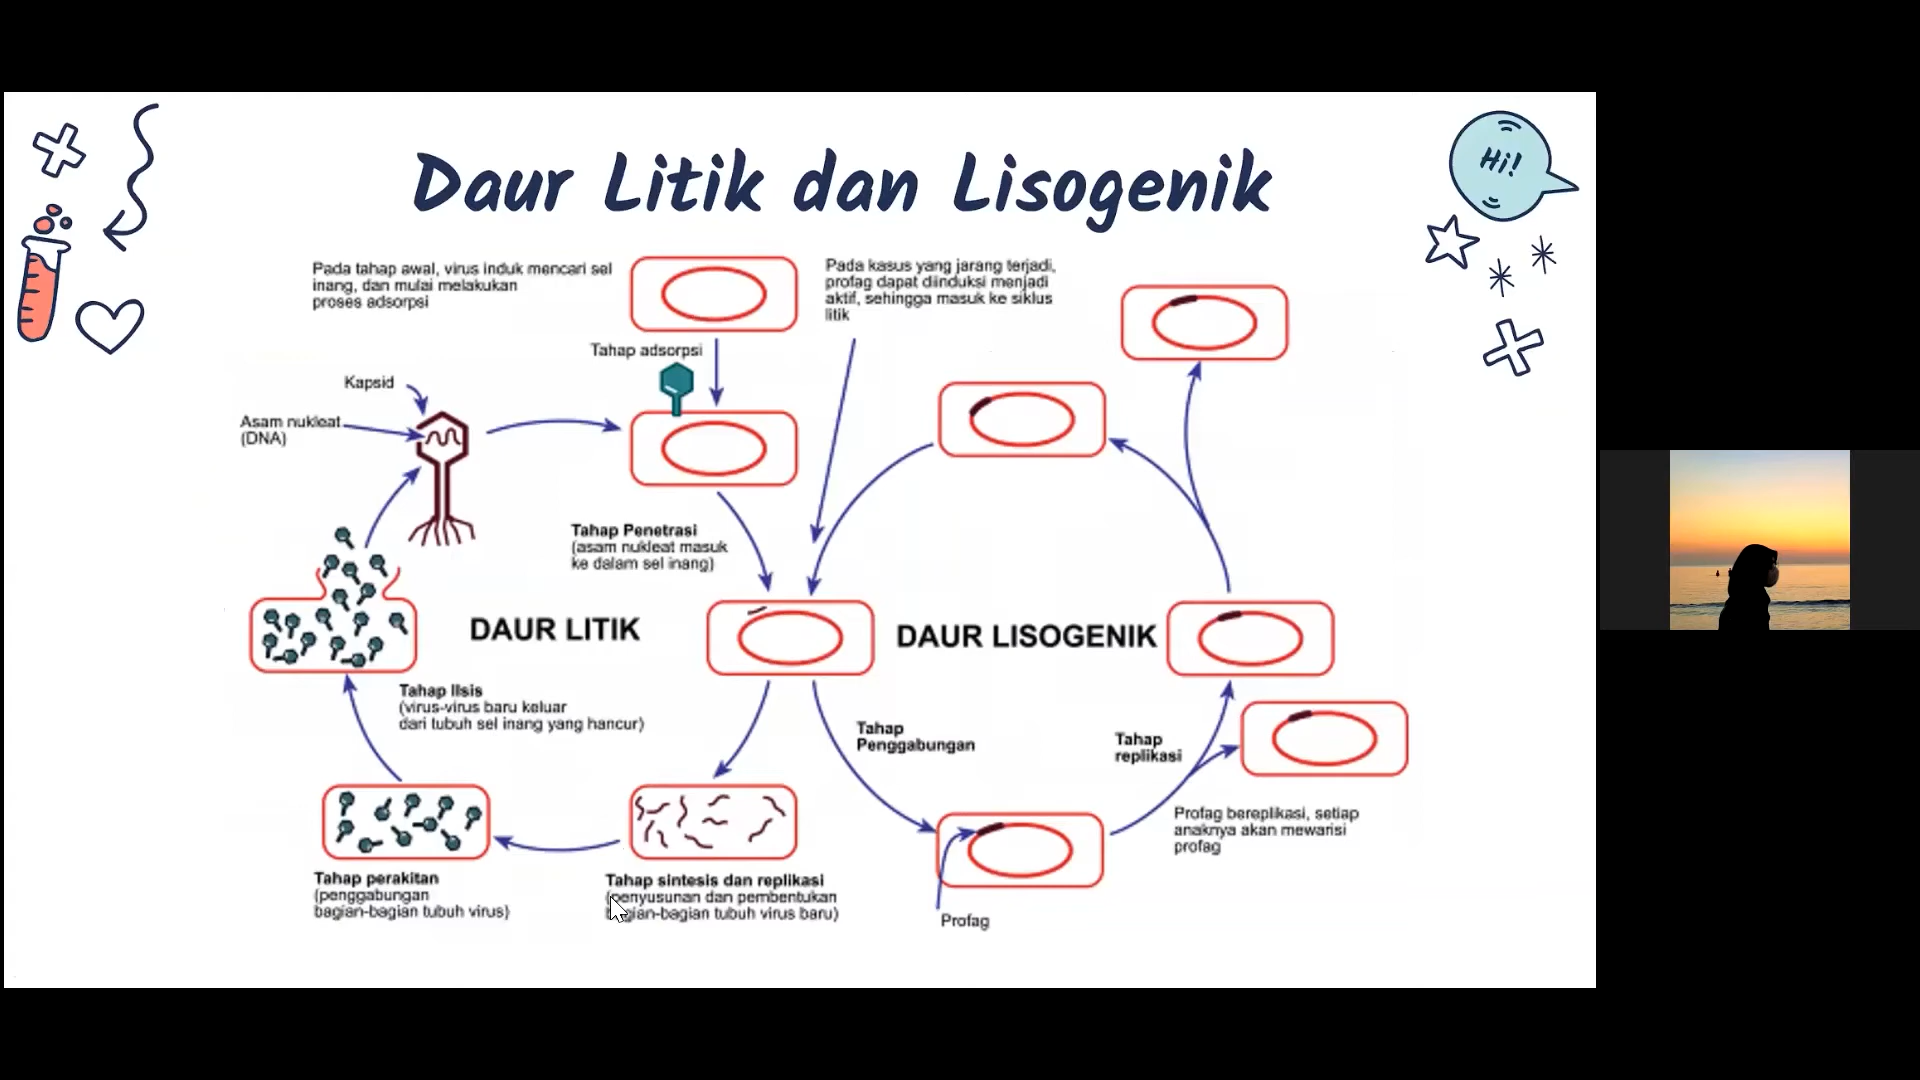 Daur Litik dan Lisogenik
Hi!
Pada tahap awal, virus induk mencari sel
inang, dan mulai melakukan
proses adsorpsi
Pada kasus yang jarang terjadi,
profag dapat diinduksi menjadi
aktif, sehingga masuk ke siklus
litik
Tahap adsorpsi
Kapsid
Asam nukleat
(DNA)
Tahap Penetrasi
(asam nukleat masuk
ke dalam sel inang)
DAUR LITIK
DAUR LISOGENIK
Tahap lIsis
(virus-virus baru keluar
dari tubuh sel inang yang hancur)
Tahap
Penggabungan
Tahap
replikasi
Profag bereplikasi, setiap
anaknya akan mewarisi
profag
Tahap perakitan
(penggabungan
bagian-bagian tubuh virus)
Tahap sintesis dan replikasi
(penyusunan dan pembentukan
bagian-bagian tubuh virus baru)
Profag